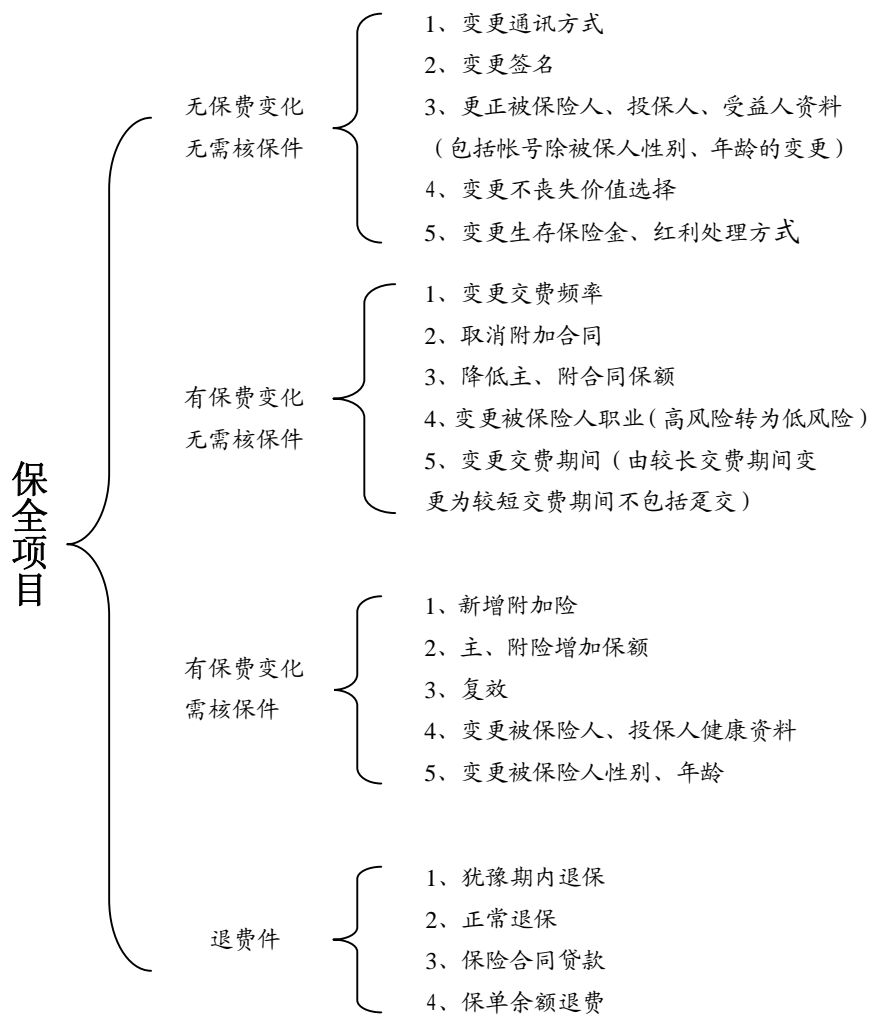 保全项目
无保费变化
无需核保件
1、变更通讯方式
2、变更签名
3、更正被保险人、投保人、受益人资料
（包括帐号除被保人性别、年龄的变更）
4、变更不丧失价值选择
5、变更生存保险金、红利处理方式
有保费变化
无需核保件
1、变更交费频率
2、取消附加合同
3、降低主、附合同保额
4、变更被保险人职业（高风险转为低风险）
5、变更交费期间（由较长交费期间变
更为较短交费期间不包括趸交）
有保费变化
需核保件
1、新增附加险
2、主、附险增加保额
3、复效
4、变更被保险人、投保人健康资料
5、变更被保险人性别、年龄
退费件
1、犹豫期内退保
2、正常退保
3、保险合同贷款
4、保单余额退费